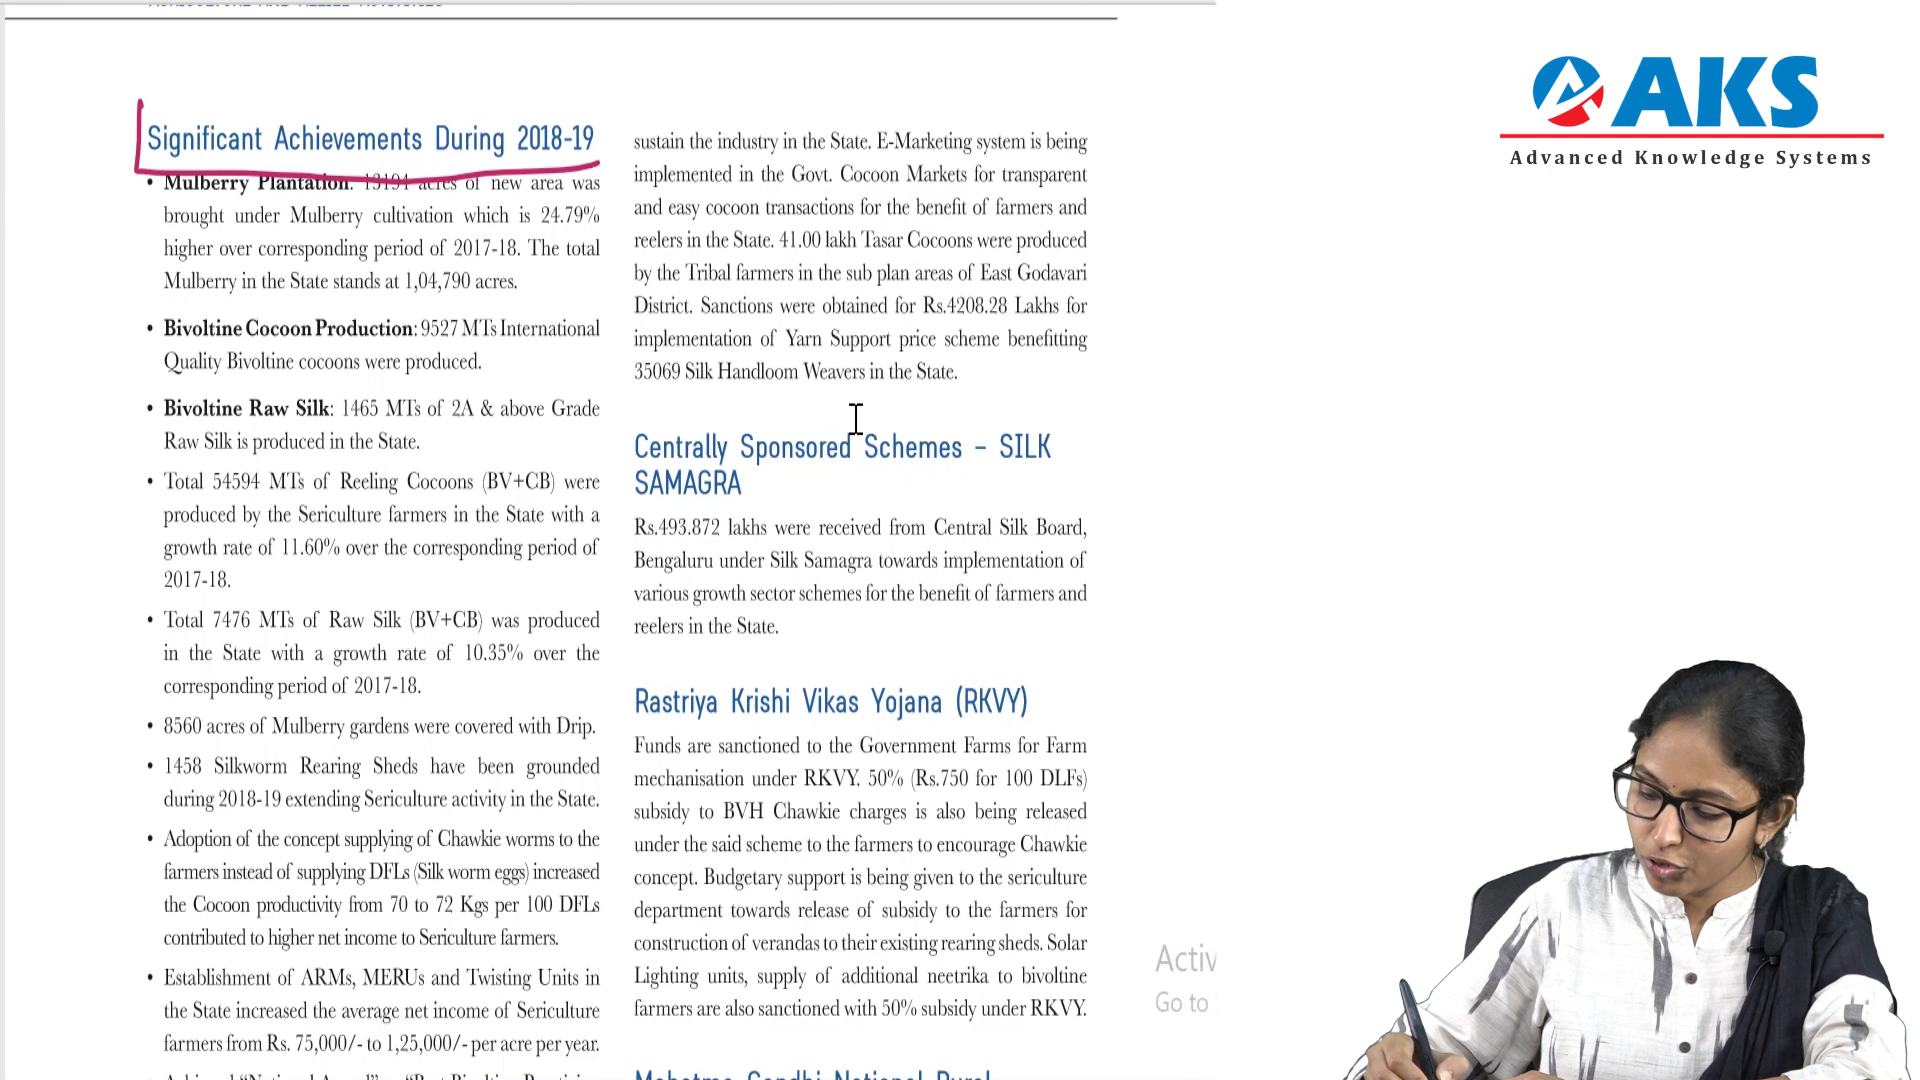 Significant Achievements During 2018-19
• Mulberry Plantation: 13194 acres of new area was
brought under Mulberry cultivation which is 24.79%
higher over corresponding period of 2017-18. The total
Mulberry in the State stands at 1,04,790 acres.
• Bivoltine Cocoon Production: 9527 MTs International
Quality Bivoltine cocoons were produced.
• Bivoltine Raw Silk: 1465 MTs of 2A & above Grade
Raw Silk is produced in the State.
• Total 54594 MTs of Reeling Cocoons (BV+CB) were
produced by the Sericulture farmers in the State with a
growth rate of 11.60% over the corresponding period of
2017-18.
• Total 7476 MTs of Raw Silk (BV+CB) was produced
in the State with a growth rate of 10.35% over the
corresponding period of 2017-18.
• 8560 acres of Mulberry gardens were covered with Drip.
• 1458 Silkworm Rearing Sheds have been grounded
during 2018-19 extending Sericulture activity in the State.
• Adoption of the concept supplying of Chawkie worms to the
farmers instead of supplying DFLs (Silk worm eggs) increased
the Cocoon productivity from 70 to 72 Kgs per 100 DFLs
contributed to higher net income to Sericulture farmers.
• Establishment of ARMs, MERUs and Twisting Units in
the State increased the average net income of Sericulture
farmers from Rs. 75,000/- to 1,25,000/- per acre per year.
sustain the industry in the State. E-Marketing system is being
implemented in the Govt. Cocoon Markets for transparent
and easy cocoon transactions for the benefit of farmers and
reelers in the State. 41.00 lakh Tasar Cocoons were produced
by the Tribal farmers in the sub plan areas of East Godavari
District. Sanctions were obtained for Rs.4208.28 Lakhs for
implementation of Yarn Support price scheme benefitting
35069 Silk Handloom Weavers in the State.
Centrally Sponsored Schemes – SILK
SAMAGRA
Rs.493.872 lakhs were received from Central Silk Board,
Bengaluru under Silk Samagra towards implementation of
various growth sector schemes for the benefit of farmers and
reelers in the State.
Rastriya Krishi Vikas Yojana (RKVY)
Funds are sanctioned to the Government Farms for Farm
mechanisation under RKVY. 50% (Rs.750 for 100 DLFs)
subsidy to BVH Chawkie charges is also being released
under the said scheme to the farmers to encourage Chawkie
concept. Budgetary support is being given to the sericulture
department towards release of subsidy to the farmers for
construction of verandas to their existing rearing sheds. Solar
Lighting units, supply of additional neetrika to bivoltine
farmers are also sanctioned with 50% subsidy under RKVY.
Mahatma Gandhi National Rural
AKS
Advanced Knowledge Systems
Activ
Go to